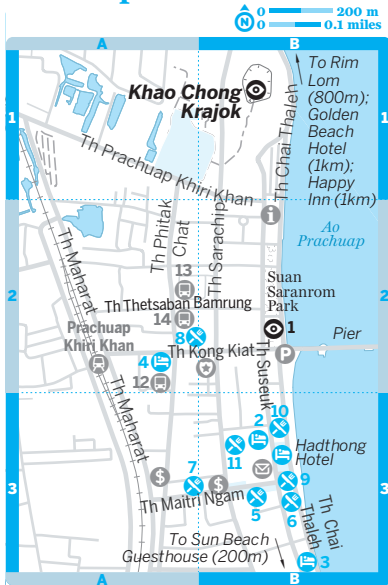 0 200 m
N 0 0.1 miles
A B
Khao Chong
Krajok
To Rim
Lom
(800m);
Golden
Beach
Hotel
(1km);
Happy
Inn (1km)
1 1
Th Chai Thaleh
Th Prachuap Khiri Khan
i
Ao
Prachuap
Th Phitak
Chat
Th Sarachip
Th Maharat
13
2 2
Suan
Saranrom
Park
Th Thetsaban Bamrung
14
1
Prachuap
Khiri Khan
8
Th Kong Kiat
Pier
P
4
12
Th Suseuk
Th Maharat
10
2
11
Hadthong
Hotel
3 3
7
$
$
9
Th Maitri Ngam
5
6
Th Chai
Thaleh
To Sun Beach
Guesthouse (200m)
3
A B